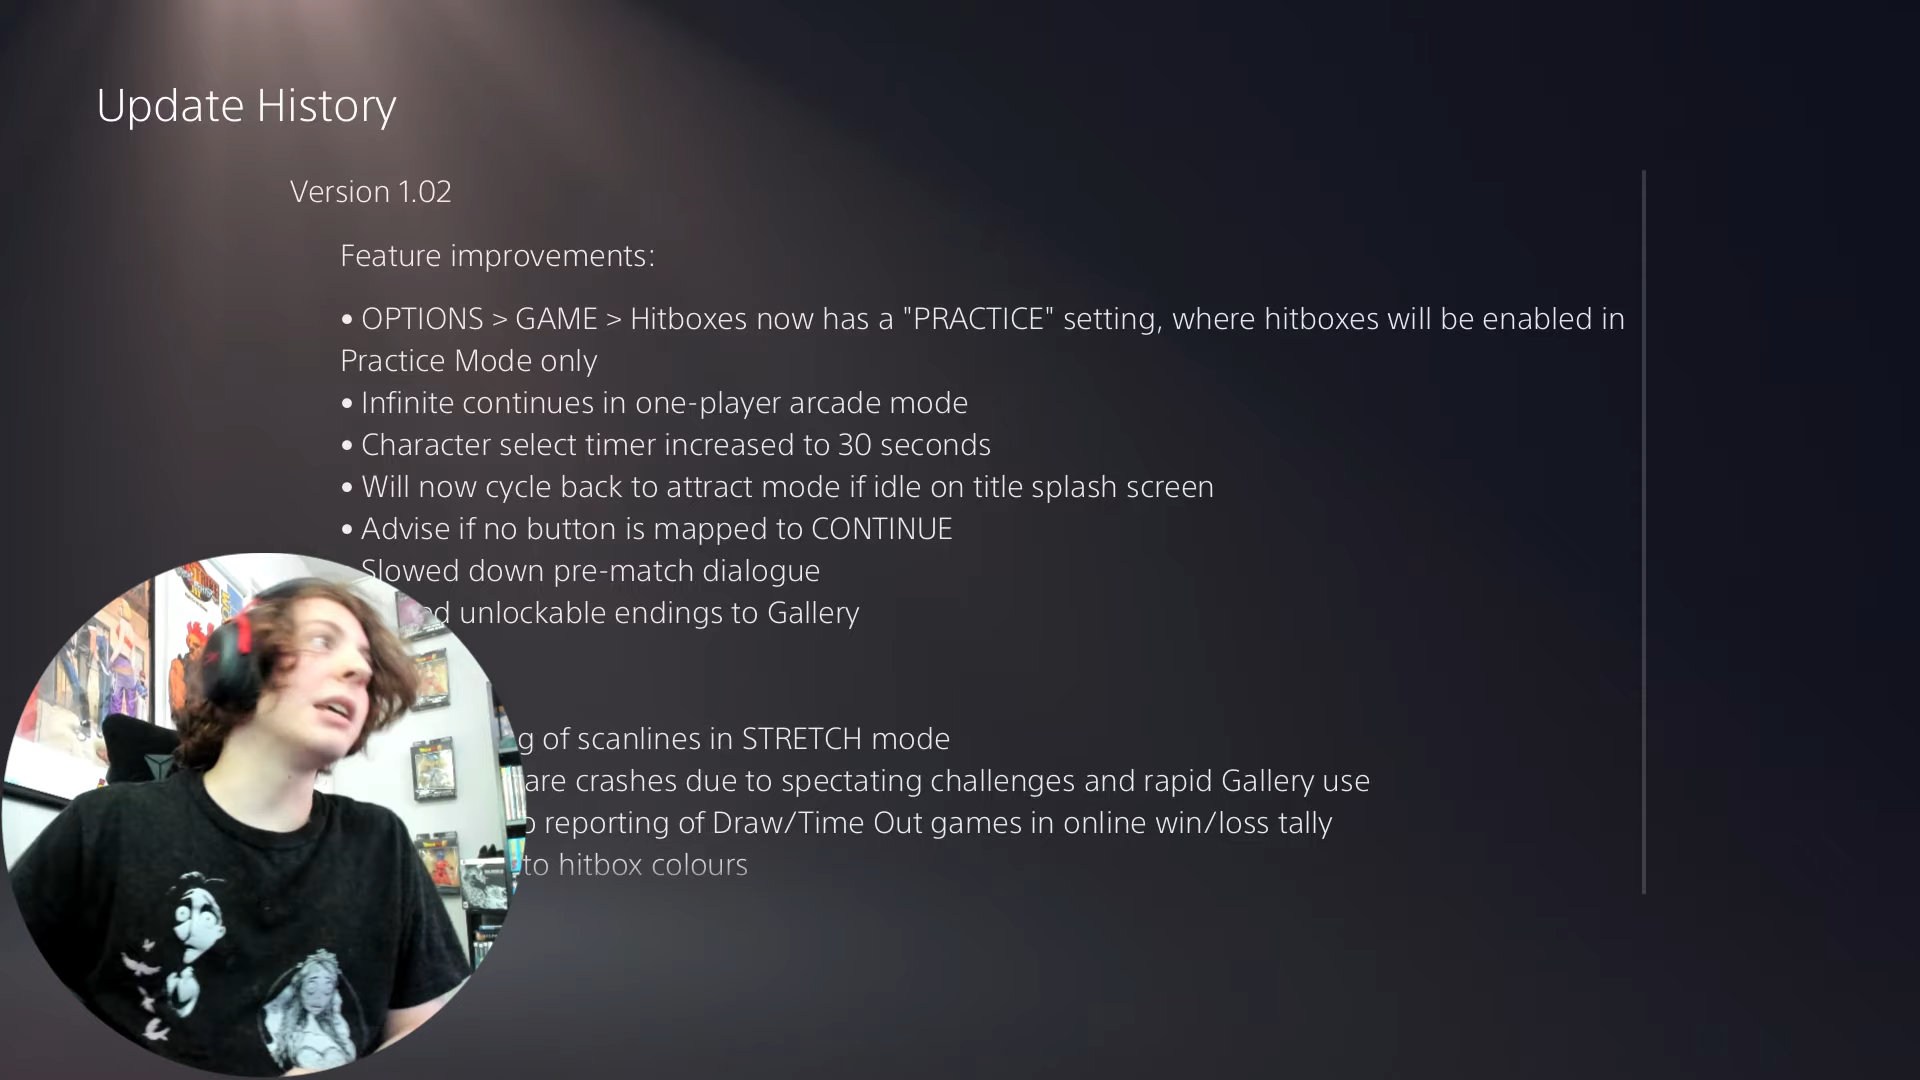 Update History
Version 1.02
Feature improvements:
• OPTIONS > GAME > Hitboxes now has a "PRACTICE" setting, where hitboxes will be enabled in
Practice Mode only
• Infinite continues in one-player arcade mode
• Character select timer increased to 30 seconds
• Will now cycle back to attract mode if idle on title splash screen
• Advise if no button is mapped to CONTINUE
Slowed down pre-match dialogue
unlockable endings to Gallery
of scanlines in STRETCH mode
crashes due to spectating challenges and rapid Gallery use
reporting of Draw/Time Out games in online win/loss tally
to hitbox colours